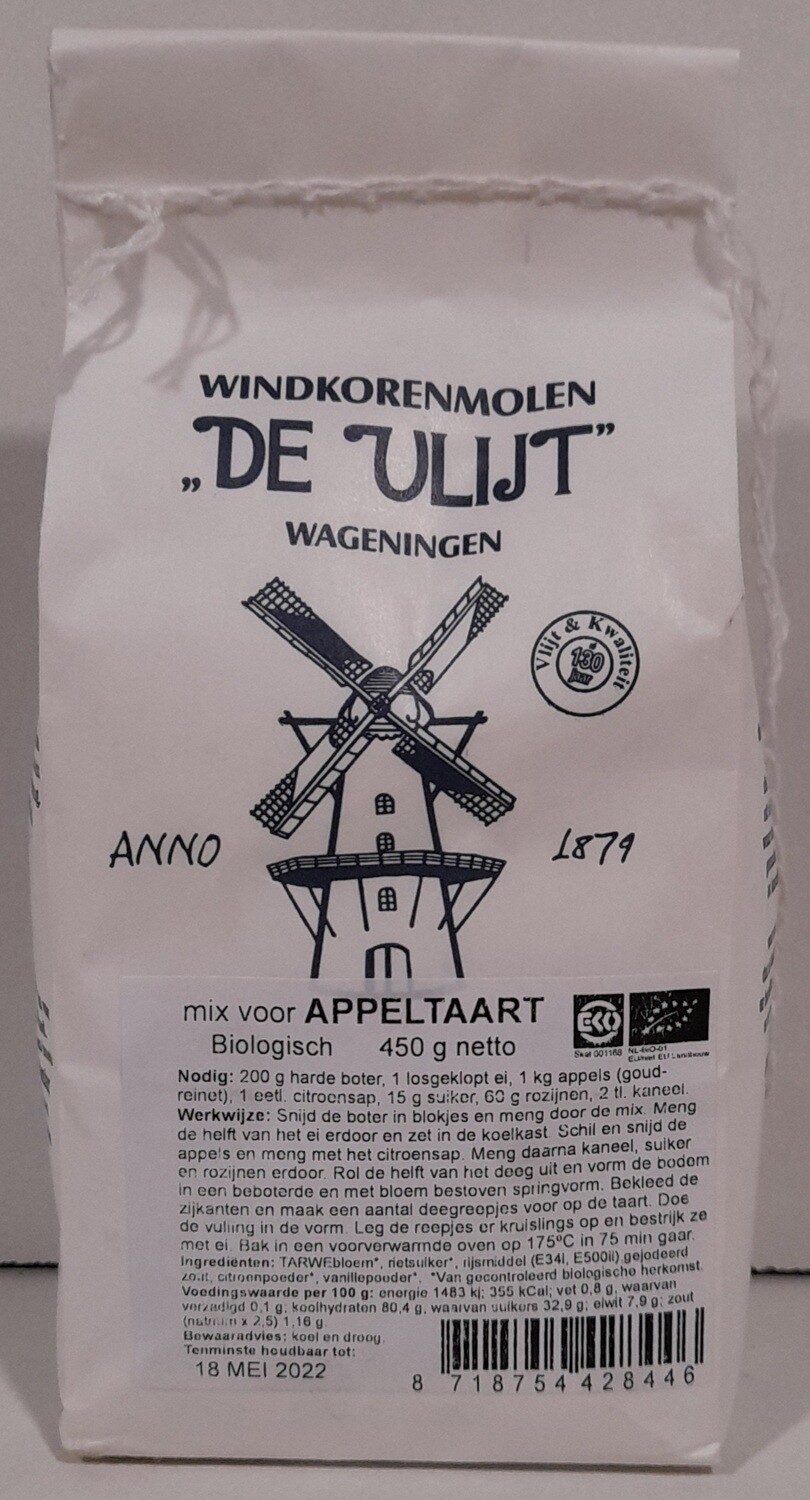 WINDKORENMOLEN
„DE VLIJT”
WAGENINGEN
Vlijt & Kwaliteit
130
jaar
ANNO 1879
mix voor APPELTAART
Biologisch 450 g netto
EKO
Skal 001168
NL-BIO-01
EU/niet EU Landbouw
Nodig: 200 g harde boter, 1 losgeklopt ei, 1 kg appels (goud-
reinet), 1 eetl. citroensap, 15 g suiker, 60 g rozijnen, 2 tl. kaneel.
Werkwijze: Snijd de boter in blokjes en meng door de mix. Meng
de helft van het ei erdoor en zet in de koelkast. Schil en snijd de
appels en meng met het citroensap. Meng daarna kaneel, suiker
en rozijnen erdoor. Rol de helft van het deeg uit en vorm de bodem
in een beboterde en met bloem bestoven springvorm. Bekleed de
zijkanten en maak een aantal deegreepjes voor op de taart. Doe
de vulling in de vorm. Leg de reepjes er kruislings op en bestrijk ze
met ei. Bak in een voorverwarmde oven op 175ºC in 75 min gaar.
Ingrediënten: TARWEbloem*, rietsuiker*, rijsmiddel (E341, E500ii) gejodeerd
zout, citroenpoeder*, vanillepoeder*. *Van gecontroleerd biologische herkomst.
Voedingswaarde per 100 g: energie 1483 kj; 355 kCal; vet 0,8 g, waarvan
verzadigd 0,1 g; koolhydraten 80,4 g, waarvan suikers 32,9 g; eiwit 7,9 g; zout
(natrium x 2,5) 1,16 g
Bewaaradvies: koel en droog.
Tenminste houdbaar tot:
18 MEI 2022
8 718754 428446